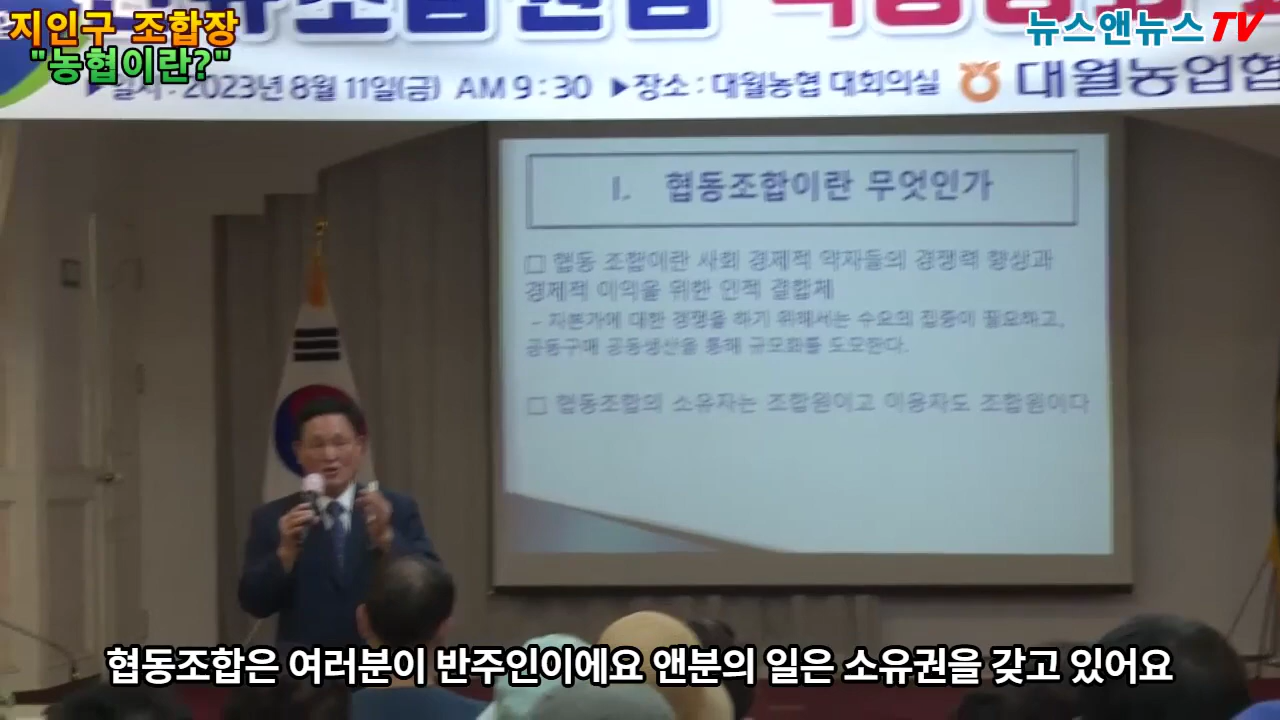 지인구 조합장
"농협이란?"
뉴스앤뉴스TV
일시 : 2023년 8월 11일(금) AM 9 : 30 ▶장소 : 대월농협 대회의실 대월농업협
I. 협동조합이란 무엇인가
□ 협동 조합이란 사회 경제적 약자들의 경쟁력 향상과
경제적 이익을 위한 인적 결합체
- 자본가에 대한 경쟁을 하기 위해서는 수요의 집중이 필요하고,
공동구매 공동생산을 통해 규모화를 도모한다.
□ 협동조합의 소유자는 조합원이고 이용자도 조합원이다
협동조합은 여러분이 반주인이에요 앤분의 일은 소유권을 갖고 있어요